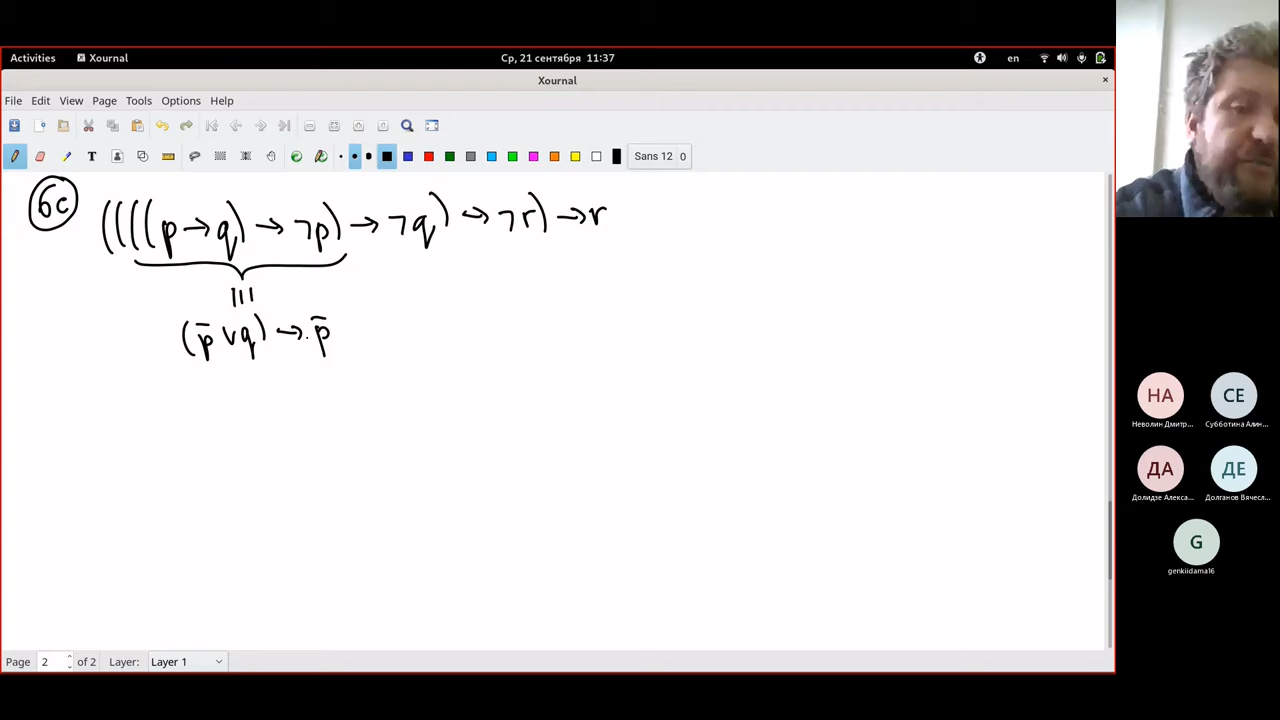 Activities Xournal Ср, 21 сентября 11:37 en
Xournal ×
File Edit View Page Tools Options Help
T Sans 12 0
6c ((((p → q) → ¬p) → ¬q) → ¬r) → r
≡
(p̄ ∨ q) → p̄
НА СЕ
Неволин Дмитр... Субботина Алин...
ДА ДЕ
Долидзе Алекса... Долганов Вячесл...
G
genkiidama16
Page 2 of 2 Layer: Layer 1